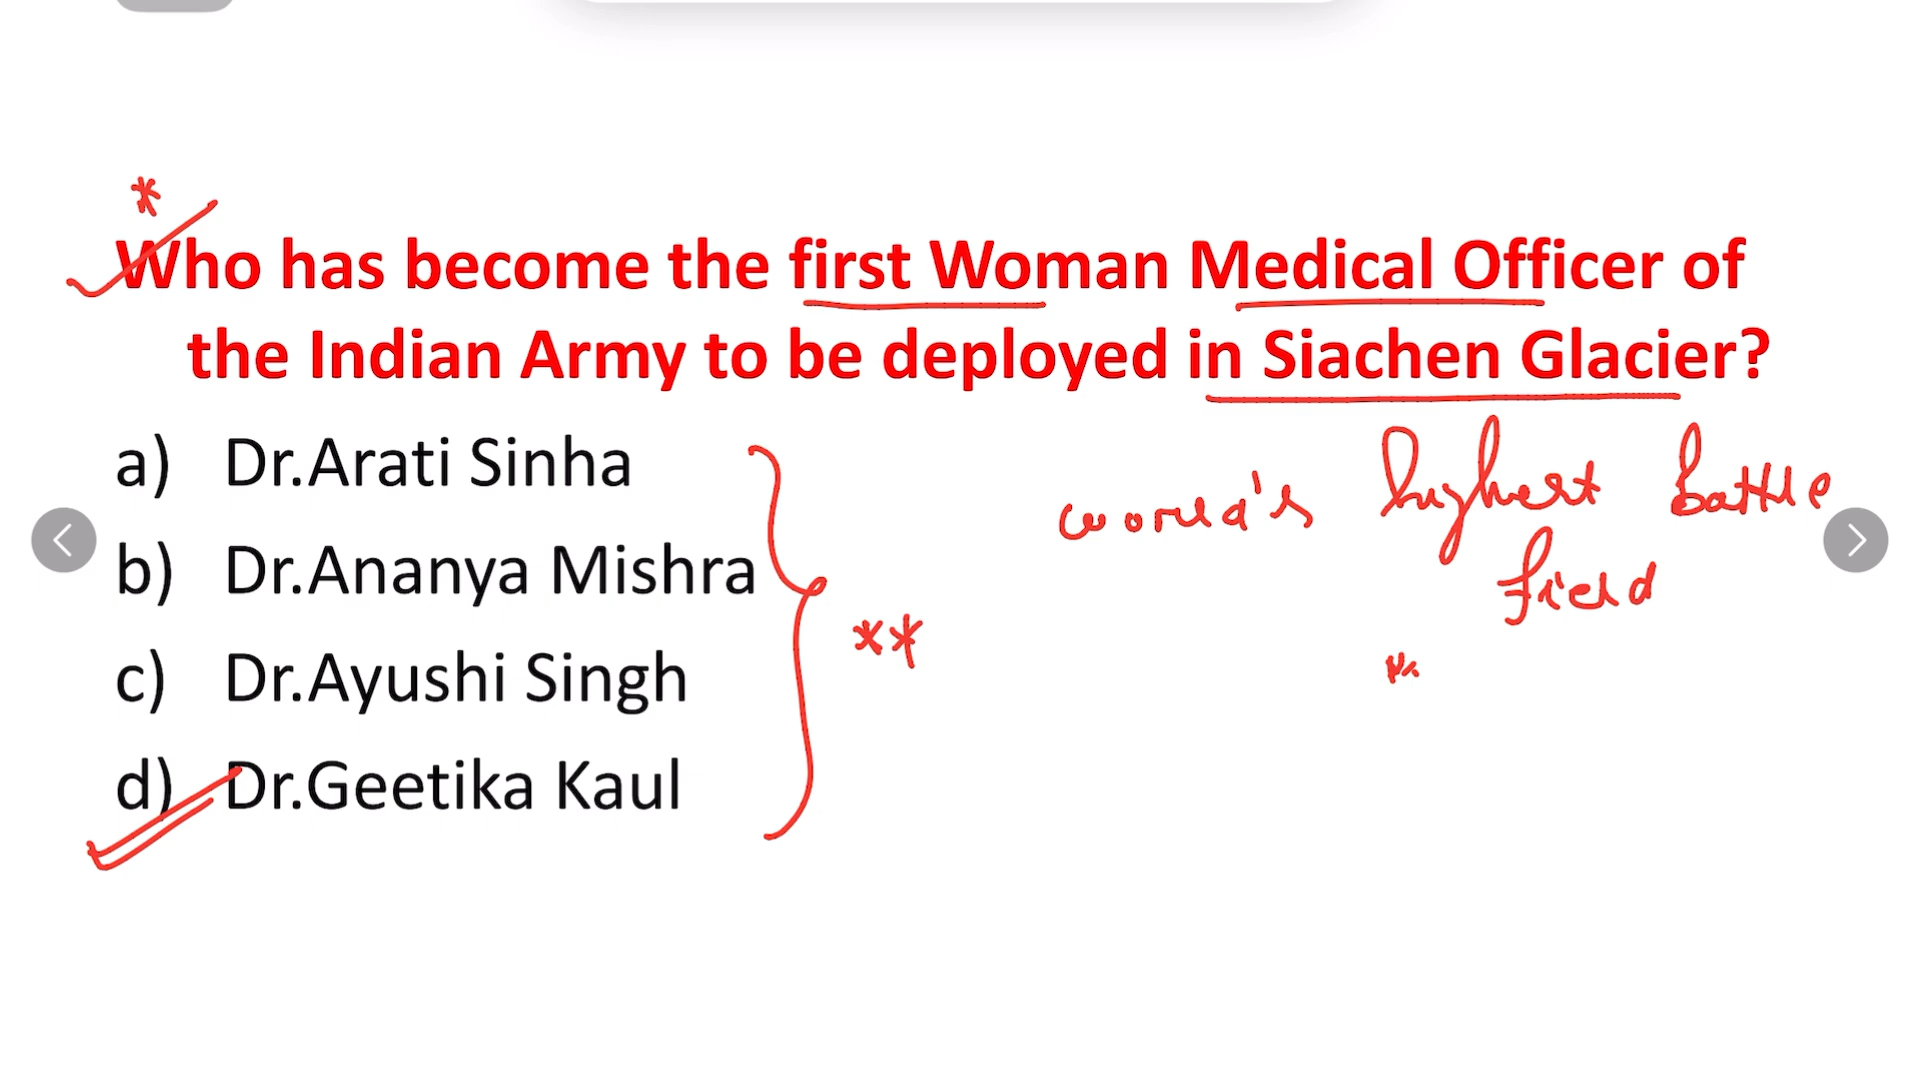 Who has become the first Woman Medical Officer of
the Indian Army to be deployed in Siachen Glacier?
a) Dr.Arati Sinha
b) Dr.Ananya Mishra
c) Dr.Ayushi Singh
d) Dr.Geetika Kaul
world's highest battle
field